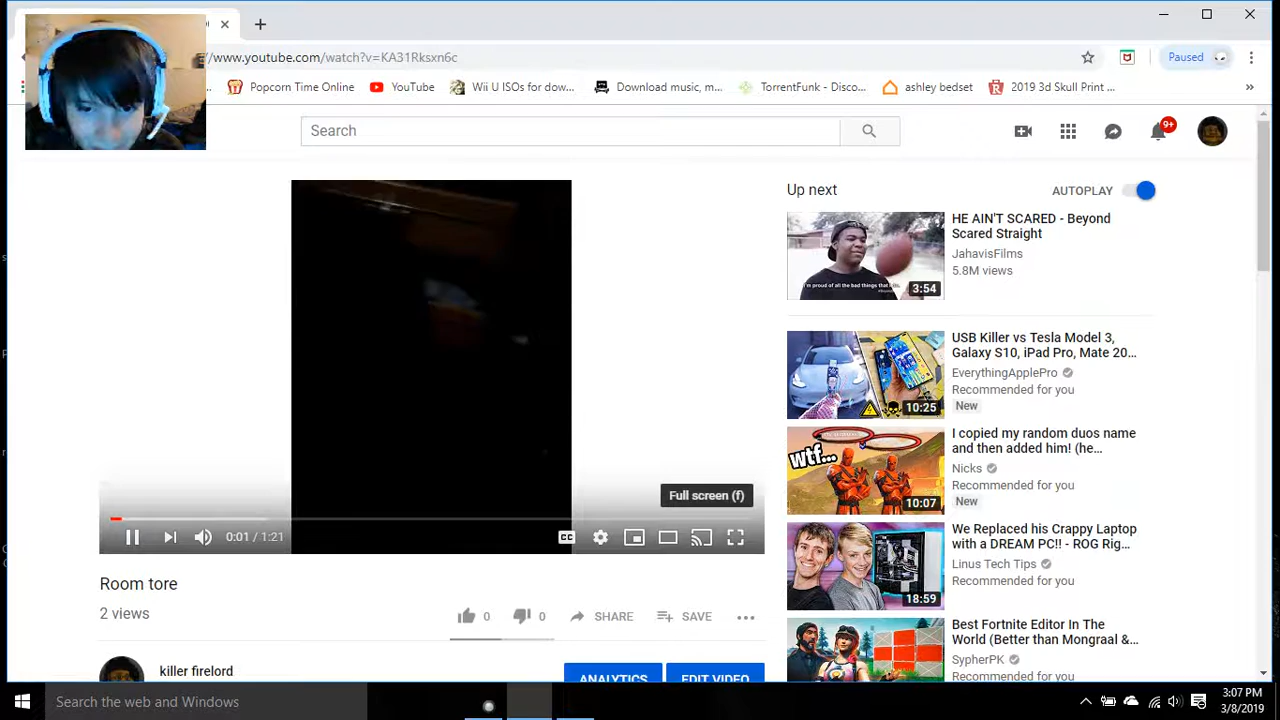 //www.youtube.com/watch?v=KA31Rksxn6c
Paused
Popcorn Time Online
YouTube
Wii U ISOs for dow...
Download music, m...
TorrentFunk - Disco...
ashley bedset
2019 3d Skull Print ...
»
Search
9+
Up next
AUTOPLAY
HE AIN'T SCARED - Beyond
Scared Straight
JahavisFilms
5.8M views
3:54
USB Killer vs Tesla Model 3,
Galaxy S10, iPad Pro, Mate 20...
EverythingApplePro
Recommended for you
New
10:25
I copied my random duos name
and then added him! (he...
Nicks
Recommended for you
New
wtf...
10:07
We Replaced his Crappy Laptop
with a DREAM PC!! - ROG Rig...
Linus Tech Tips
Recommended for you
18:59
Best Fortnite Editor In The
World (Better than Mongraal &...
SypherPK
Recommended for you
Full screen (f)
0:01 / 1:21
CC
Room tore
2 views
0
0
SHARE
SAVE
killer firelord
ANALYTICS
EDIT VIDEO
Search the web and Windows
3:07 PM
3/8/2019